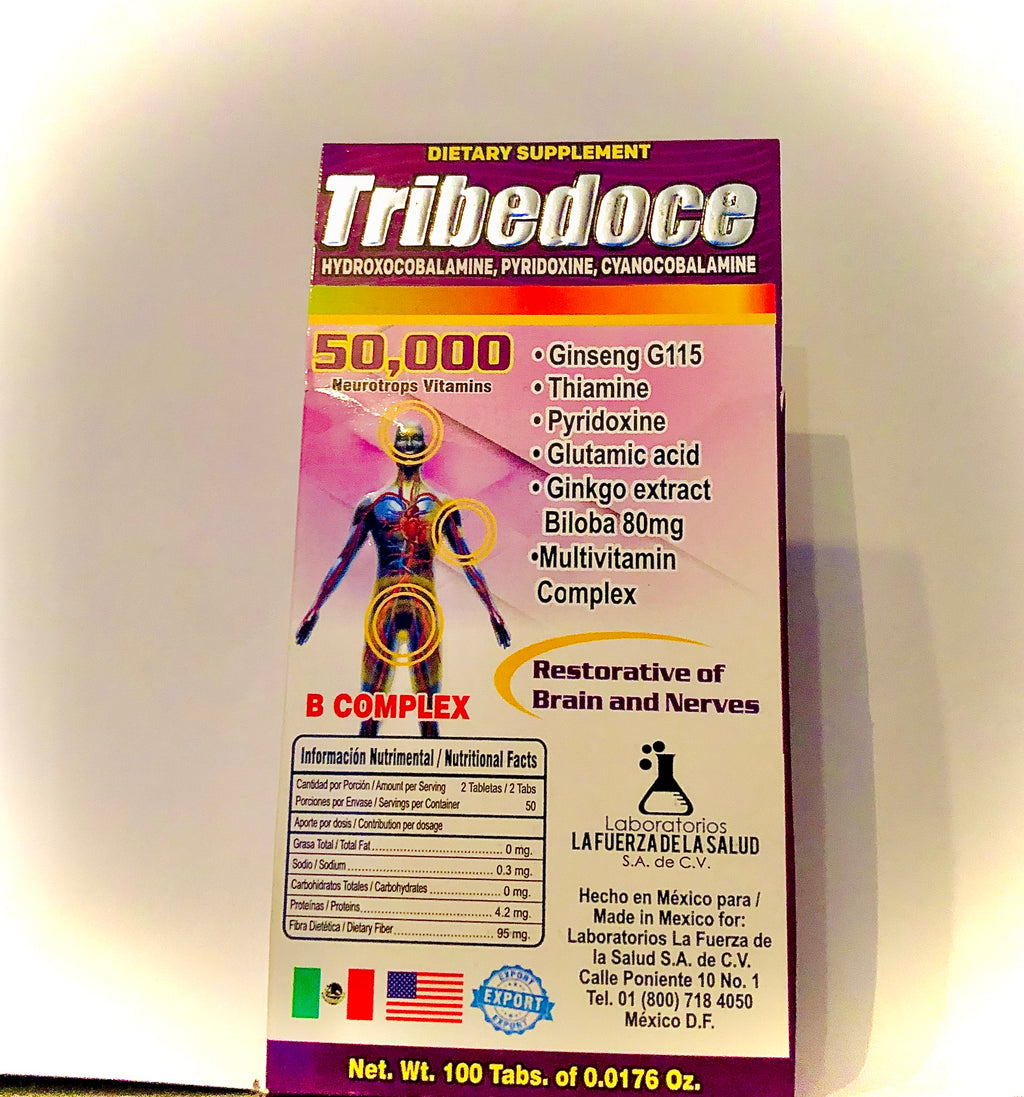 DIETARY SUPPLEMENT
Tribedoce
HYDROXOCOBALAMINE, PYRIDOXINE, CYANOCOBALAMINE
50,000
Neurotrops Vitamins
• Ginseng G115
• Thiamine
• Pyridoxine
• Glutamic acid
• Ginkgo extract
Biloba 80mg
•Multivitamin
Complex
Restorative of
Brain and Nerves
B COMPLEX
Información Nutrimental / Nutritional Facts
Cantidad por Porción / Amount per Serving 2 Tabletas / 2 Tabs
Porciones por Envase / Servings per Container 50
Aporte por dosis / Contribution per dosage
Grasa Total / Total Fat 0 mg.
Sodio / Sodium 0.3 mg.
Carbohidratos Totales / Carbohydrates 0 mg.
Proteínas / Proteins 4.2 mg.
Fibra Dietética / Dietary Fiber 95 mg.
Laboratorios
LA FUERZA DE LA SALUD
S.A. de C.V.
Hecho en México para /
Made in Mexico for:
Laboratorios La Fuerza de
la Salud S.A. de C.V.
Calle Poniente 10 No. 1
Tel. 01 (800) 718 4050
México D.F.
EXPORT
EXPORT
EXPORT
Net. Wt. 100 Tabs. of 0.0176 Oz.